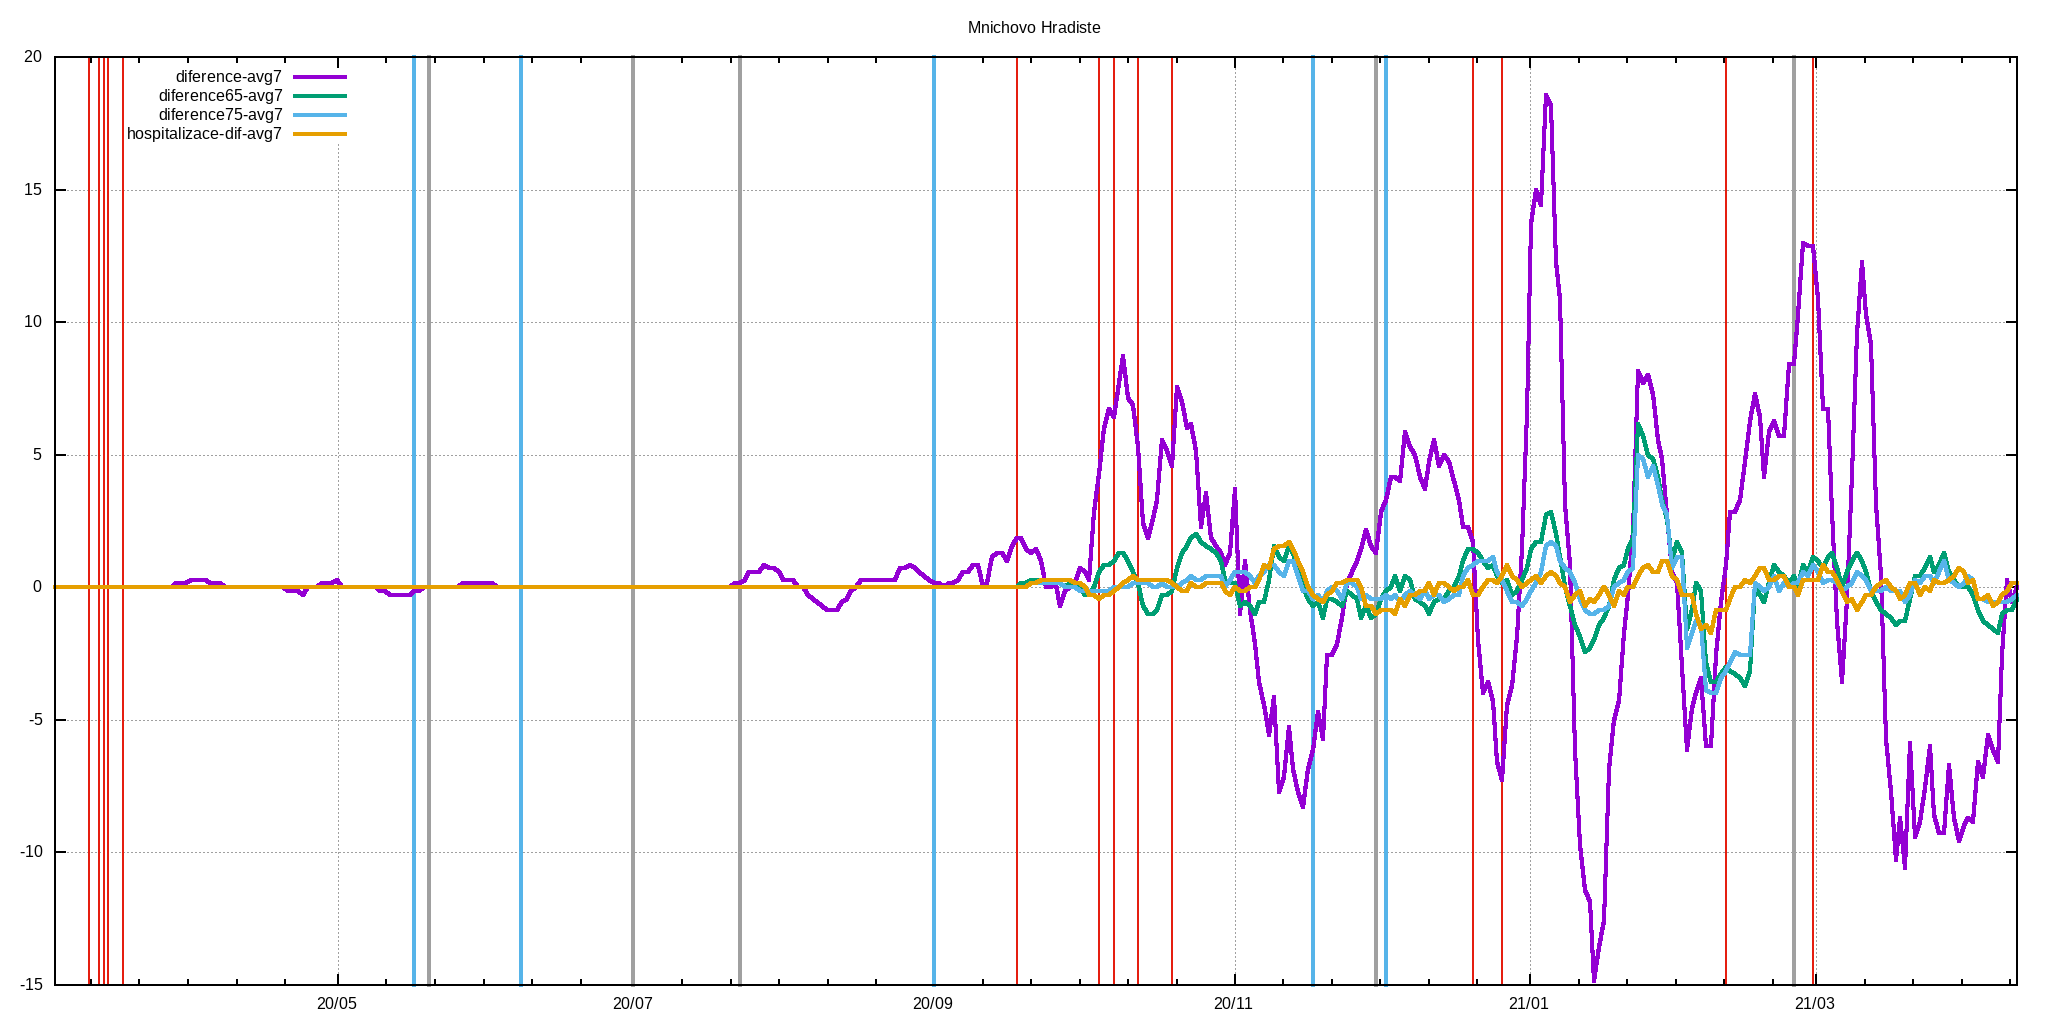 Mnichovo Hradiste
20
15
10
5
0
-5
-10
-15
diference-avg7
diference65-avg7
diference75-avg7
hospitalizace-dif-avg7
20/05
20/07
20/09
20/11
21/01
21/03